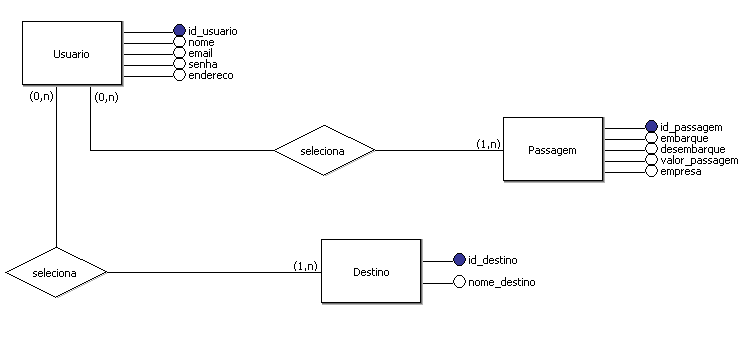 Usuario
id_usuario
nome
email
senha
endereco
(0,n)
(0,n)
seleciona
(1,n)
Passagem
id_passagem
embarque
desembarque
valor_passagem
empresa
seleciona
(1,n)
Destino
id_destino
nome_destino